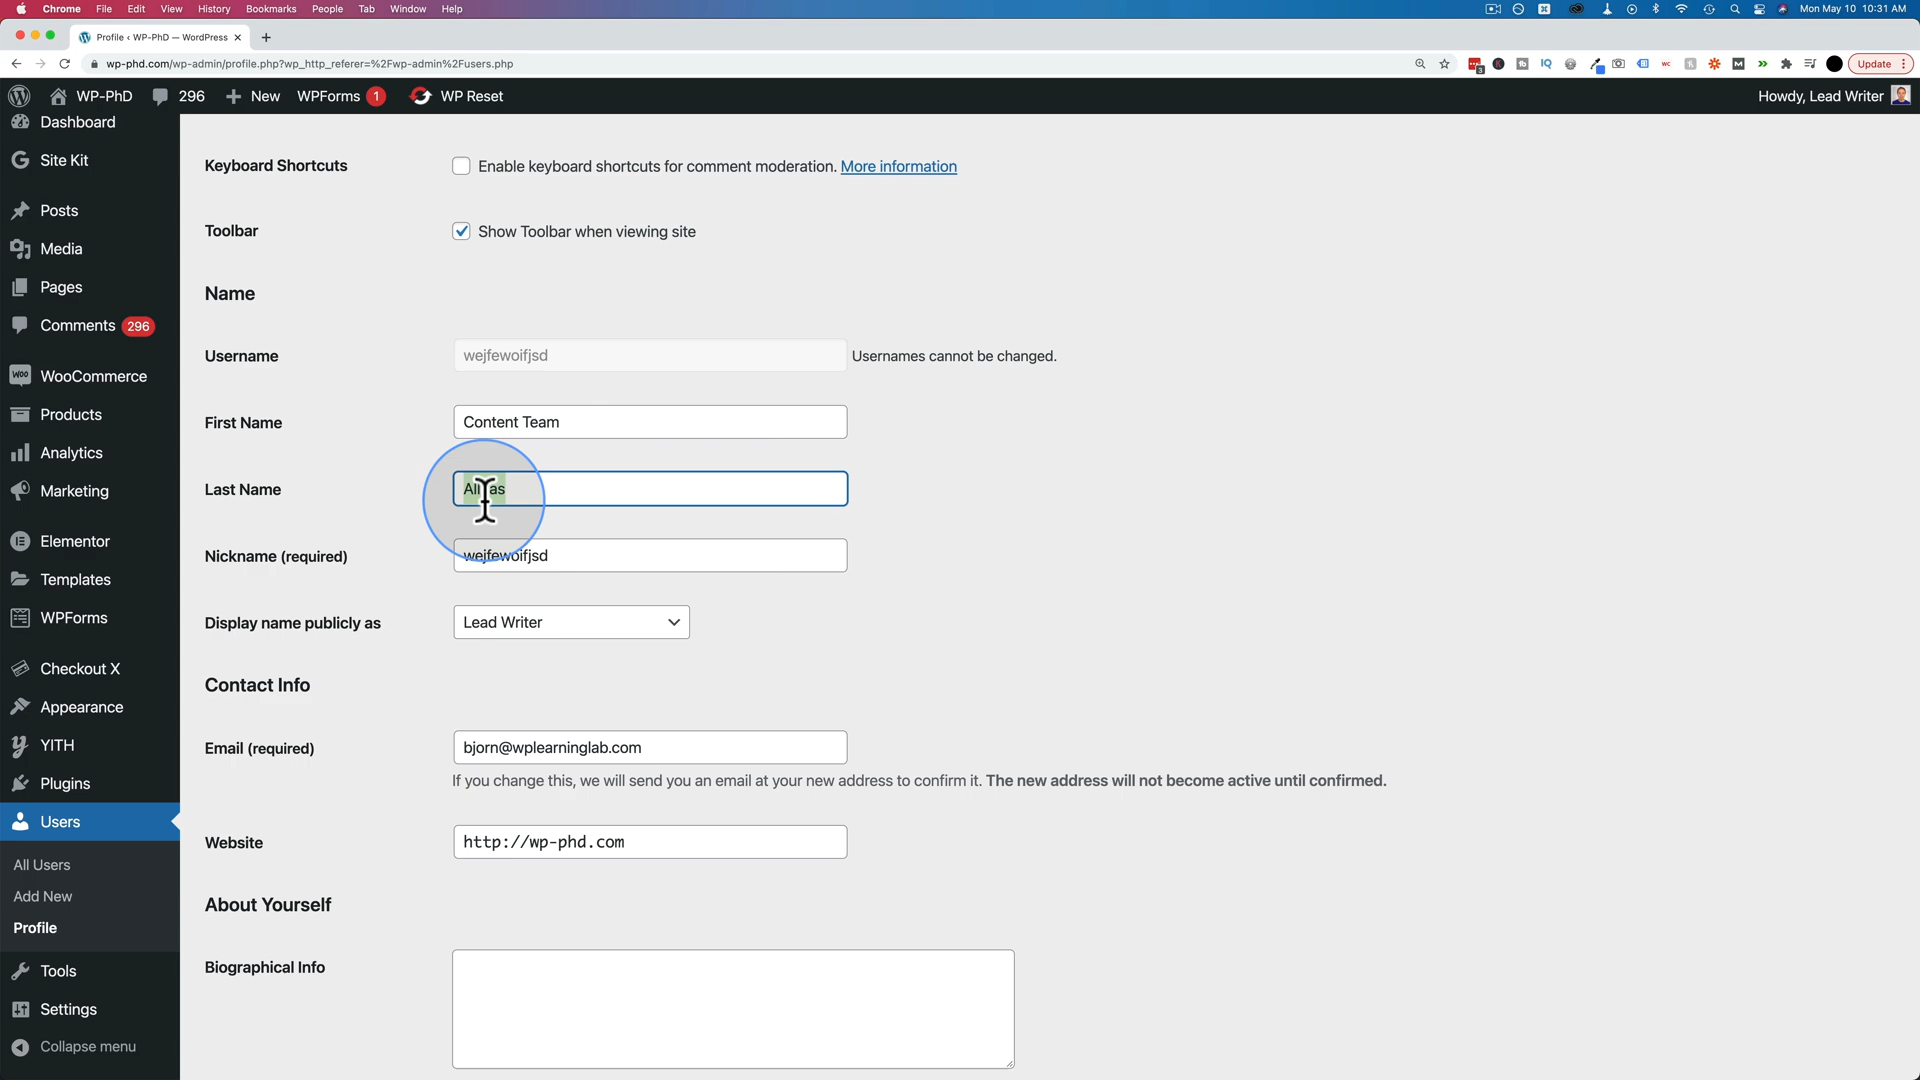 Chrome File Edit View History Bookmarks People Tab Window Help
Mon May 10 10:31 AM
Profile ‹ WP-PhD — WordPress
wp-phd.com/wp-admin/profile.php?wp_http_referer=%2Fwp-admin%2Fusers.php
Update
WP-PhD 296 New WPForms 1 WP Reset
Howdy, Lead Writer
Dashboard
Site Kit
Posts
Media
Pages
Comments 296
WooCommerce
Products
Analytics
Marketing
Elementor
Templates
WPForms
Checkout X
Appearance
YITH
Plugins
Users
All Users
Add New
Profile
Tools
Settings
Collapse menu
Keyboard Shortcuts
Enable keyboard shortcuts for comment moderation. More information
Toolbar
Show Toolbar when viewing site
Name
Username
wejfewoifjsd
Usernames cannot be changed.
First Name
Content Team
Last Name
Nickname (required)
wejfewoifjsd
Display name publicly as
Lead Writer
Contact Info
Email (required)
bjorn@wplearninglab.com
If you change this, we will send you an email at your new address to confirm it. The new address will not become active until confirmed.
Website
http://wp-phd.com
About Yourself
Biographical Info